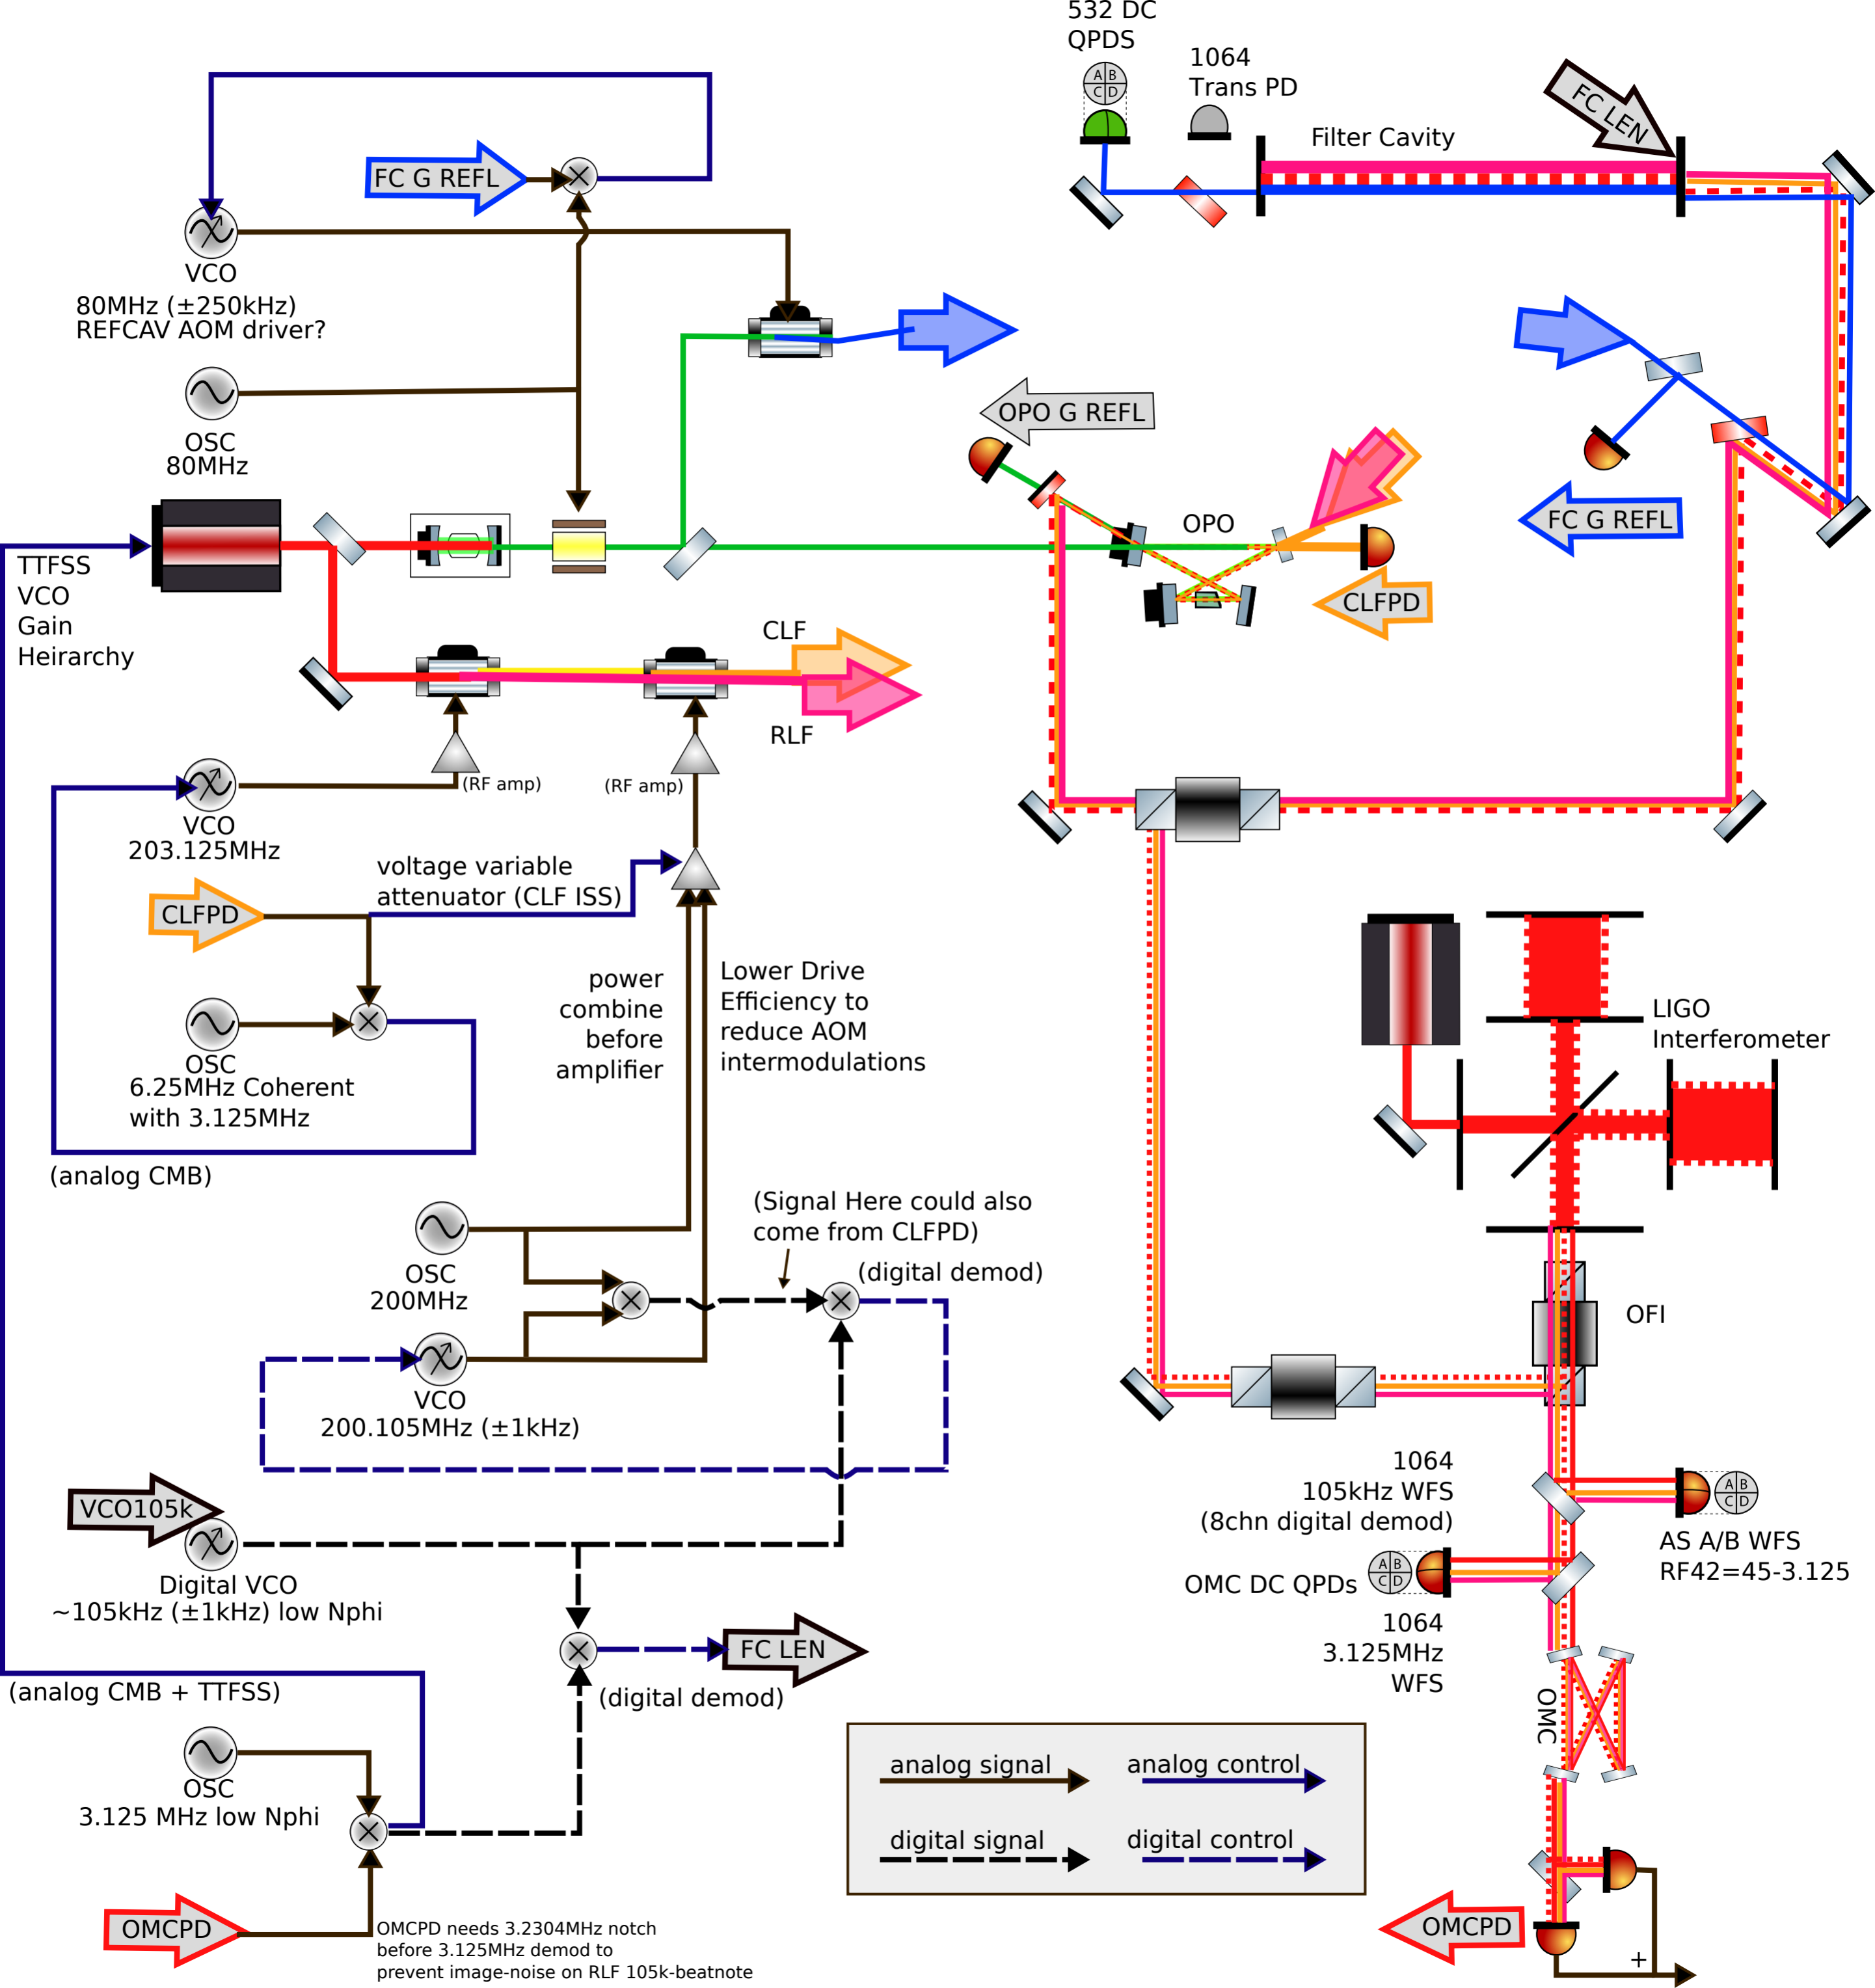 532 DC
QPDS
A B
C D
1064
Trans PD
Filter Cavity
FC LEN
FC G REFL
VCO
80MHz (±250kHz)
REFCAV AOM driver?
OSC
80MHz
OPO G REFL
OPO
FC G REFL
CLFPD
TTFSS
VCO
Gain
Heirarchy
CLF
RLF
(RF amp)
(RF amp)
VCO
203.125MHz
voltage variable
attenuator (CLF ISS)
CLFPD
OSC
6.25MHz Coherent
with 3.125MHz
(analog CMB)
power
combine
before
amplifier
Lower Drive
Efficiency to
reduce AOM
intermodulations
LIGO
Interferometer
(Signal Here could also
come from CLFPD)
(digital demod)
OSC
200MHz
VCO
200.105MHz (±1kHz)
OFI
1064
105kHz WFS
(8chn digital demod)
A B
C D
AS A/B WFS
RF42=45-3.125
OMC DC QPDs
A B
C D
1064
3.125MHz
WFS
VCO105k
Digital VCO
~105kHz (±1kHz) low Nphi
FC LEN
(digital demod)
(analog CMB + TTFSS)
OSC
3.125 MHz low Nphi
OMC
analog signal
analog control
digital signal
digital control
OMCPD
OMCPD needs 3.2304MHz notch
before 3.125MHz demod to
prevent image-noise on RLF 105k-beatnote
OMCPD
+